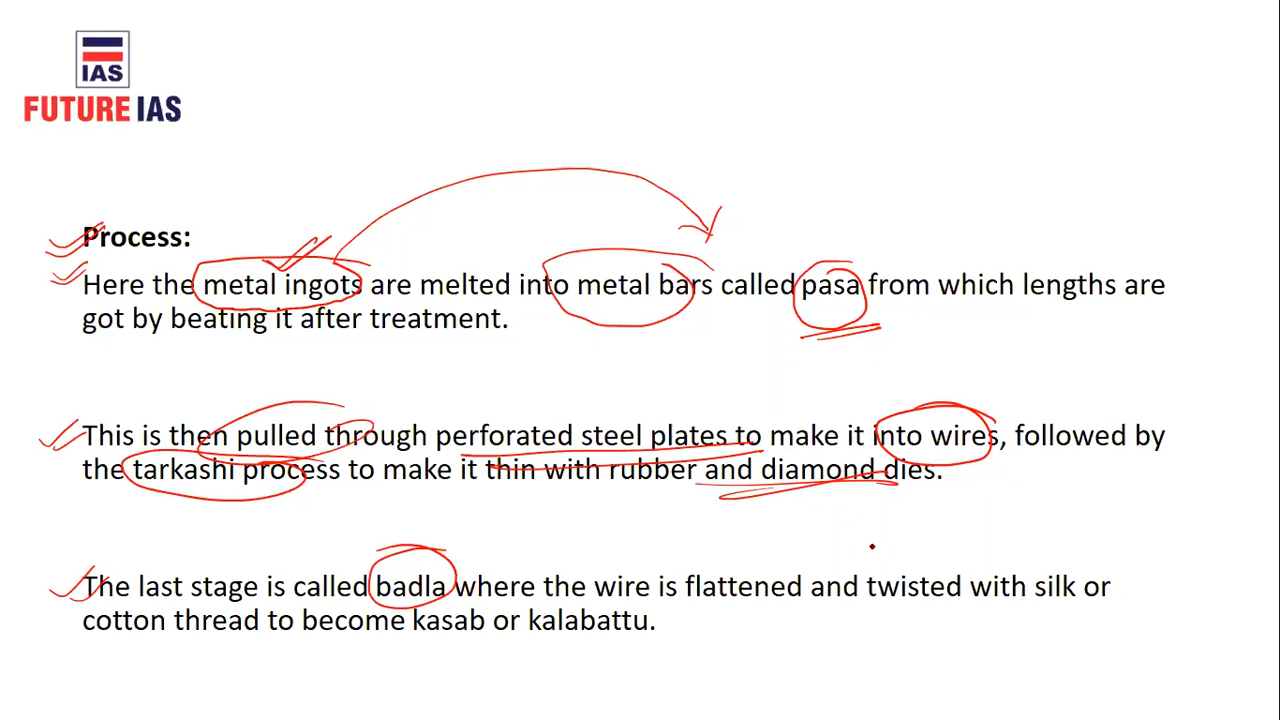 IAS
FUTURE IAS
Process:
Here the metal ingots are melted into metal bars called pasa from which lengths are
got by beating it after treatment.
This is then pulled through perforated steel plates to make it into wires, followed by
the tarkashi process to make it thin with rubber and diamond dies.
The last stage is called badla where the wire is flattened and twisted with silk or
cotton thread to become kasab or kalabattu.